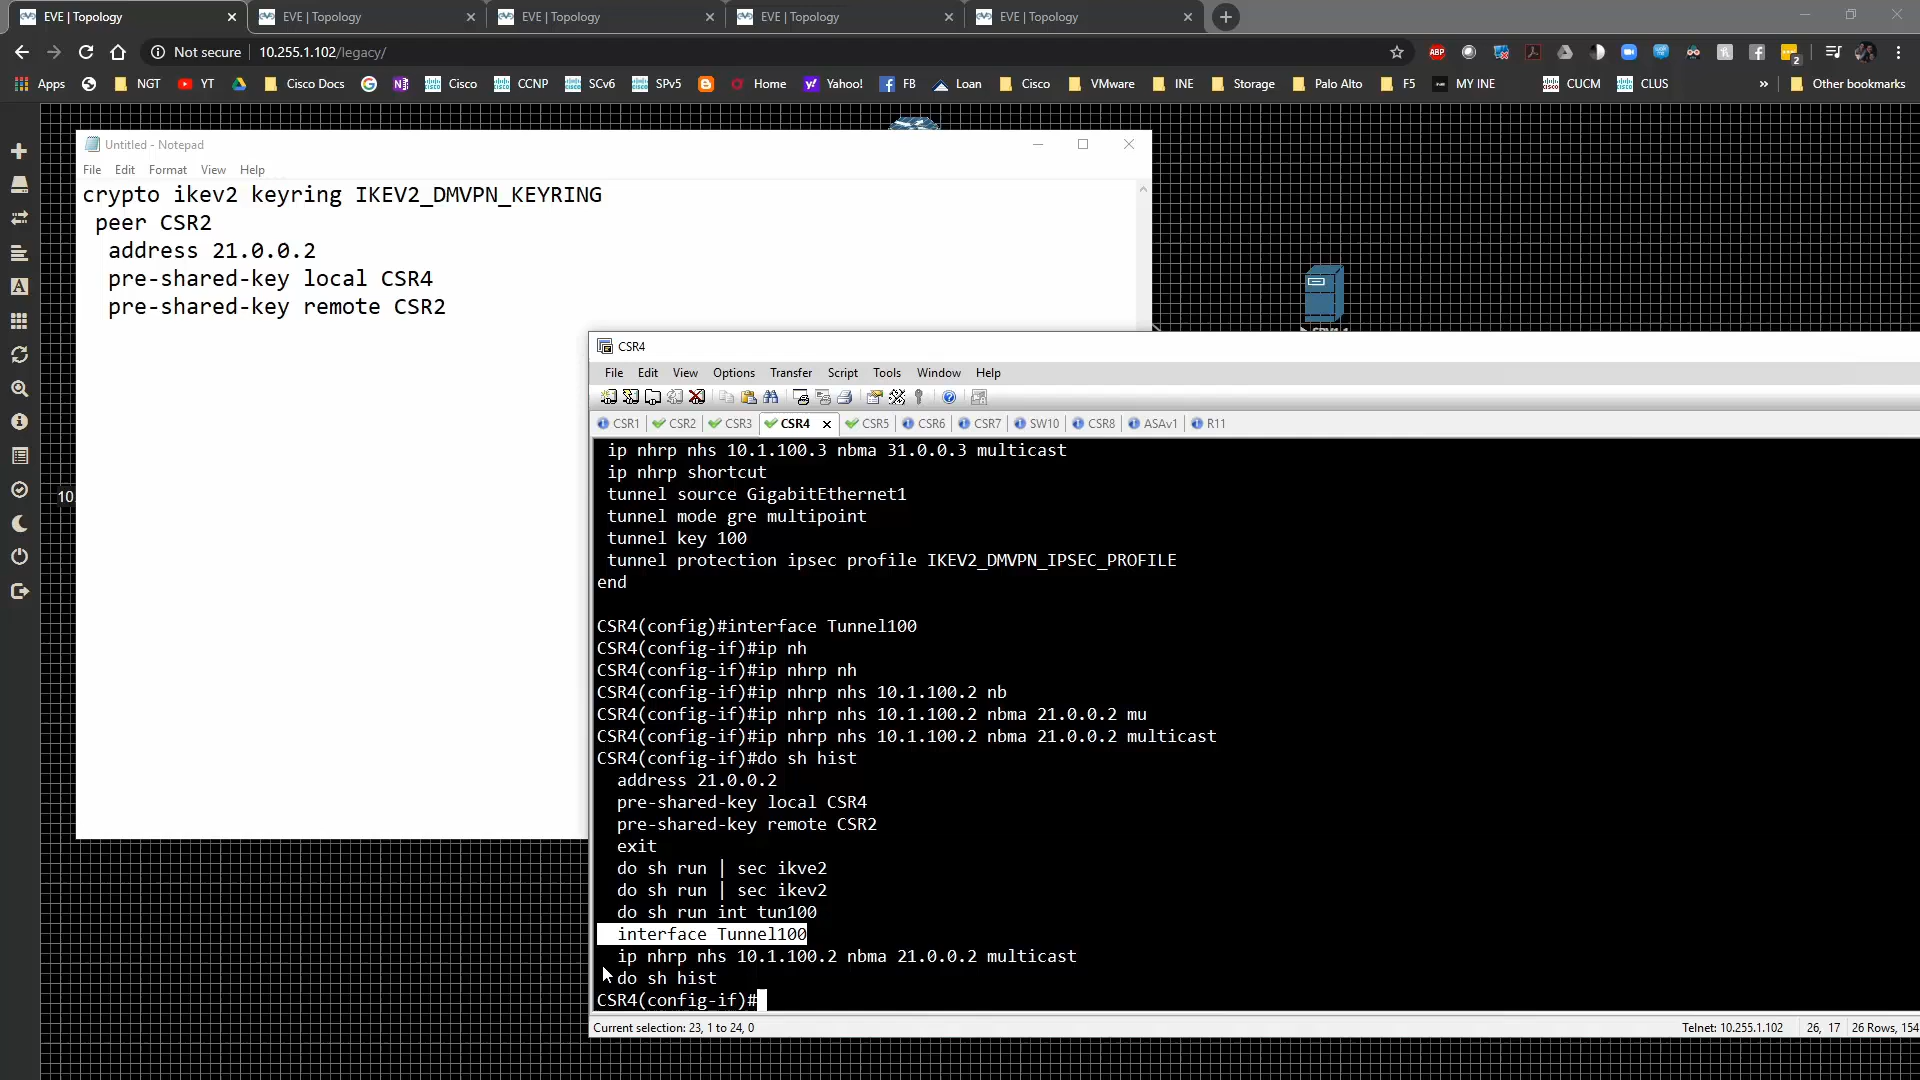 EVE | Topology
EVE | Topology
EVE | Topology
EVE | Topology
EVE | Topology
Not secure
10.255.1.102/legacy/
ABP
2
Apps
NGT
YT
Cisco Docs
Cisco
CCNP
SCv6
SPv5
Home
Yahoo!
FB
Loan
Cisco
VMware
INE
Storage
Palo Alto
F5
MY INE
CUCM
CLUS
»
Other bookmarks
Untitled - Notepad
File Edit Format View Help
crypto ikev2 keyring IKEV2_DMVPN_KEYRING
peer CSR2
address 21.0.0.2
pre-shared-key local CSR4
pre-shared-key remote CSR2
10.
CSR4
File Edit View Options Transfer Script Tools Window Help
CSR1 CSR2 CSR3 CSR4 CSR5 CSR6 CSR7 SW10 CSR8 ASAv1 R11
ip nhrp nhs 10.1.100.3 nbma 31.0.0.3 multicast
ip nhrp shortcut
tunnel source GigabitEthernet1
tunnel mode gre multipoint
tunnel key 100
tunnel protection ipsec profile IKEV2_DMVPN_IPSEC_PROFILE
end
CSR4(config)#interface Tunnel100
CSR4(config-if)#ip nh
CSR4(config-if)#ip nhrp nh
CSR4(config-if)#ip nhrp nhs 10.1.100.2 nb
CSR4(config-if)#ip nhrp nhs 10.1.100.2 nbma 21.0.0.2 mu
CSR4(config-if)#ip nhrp nhs 10.1.100.2 nbma 21.0.0.2 multicast
CSR4(config-if)#do sh hist
address 21.0.0.2
pre-shared-key local CSR4
pre-shared-key remote CSR2
exit
do sh run | sec ikve2
do sh run | sec ikev2
do sh run int tun100
interface Tunnel100
ip nhrp nhs 10.1.100.2 nbma 21.0.0.2 multicast
do sh hist
CSR4(config-if)#
Current selection: 23, 1 to 24, 0
Telnet: 10.255.1.102
26, 17
26 Rows, 154